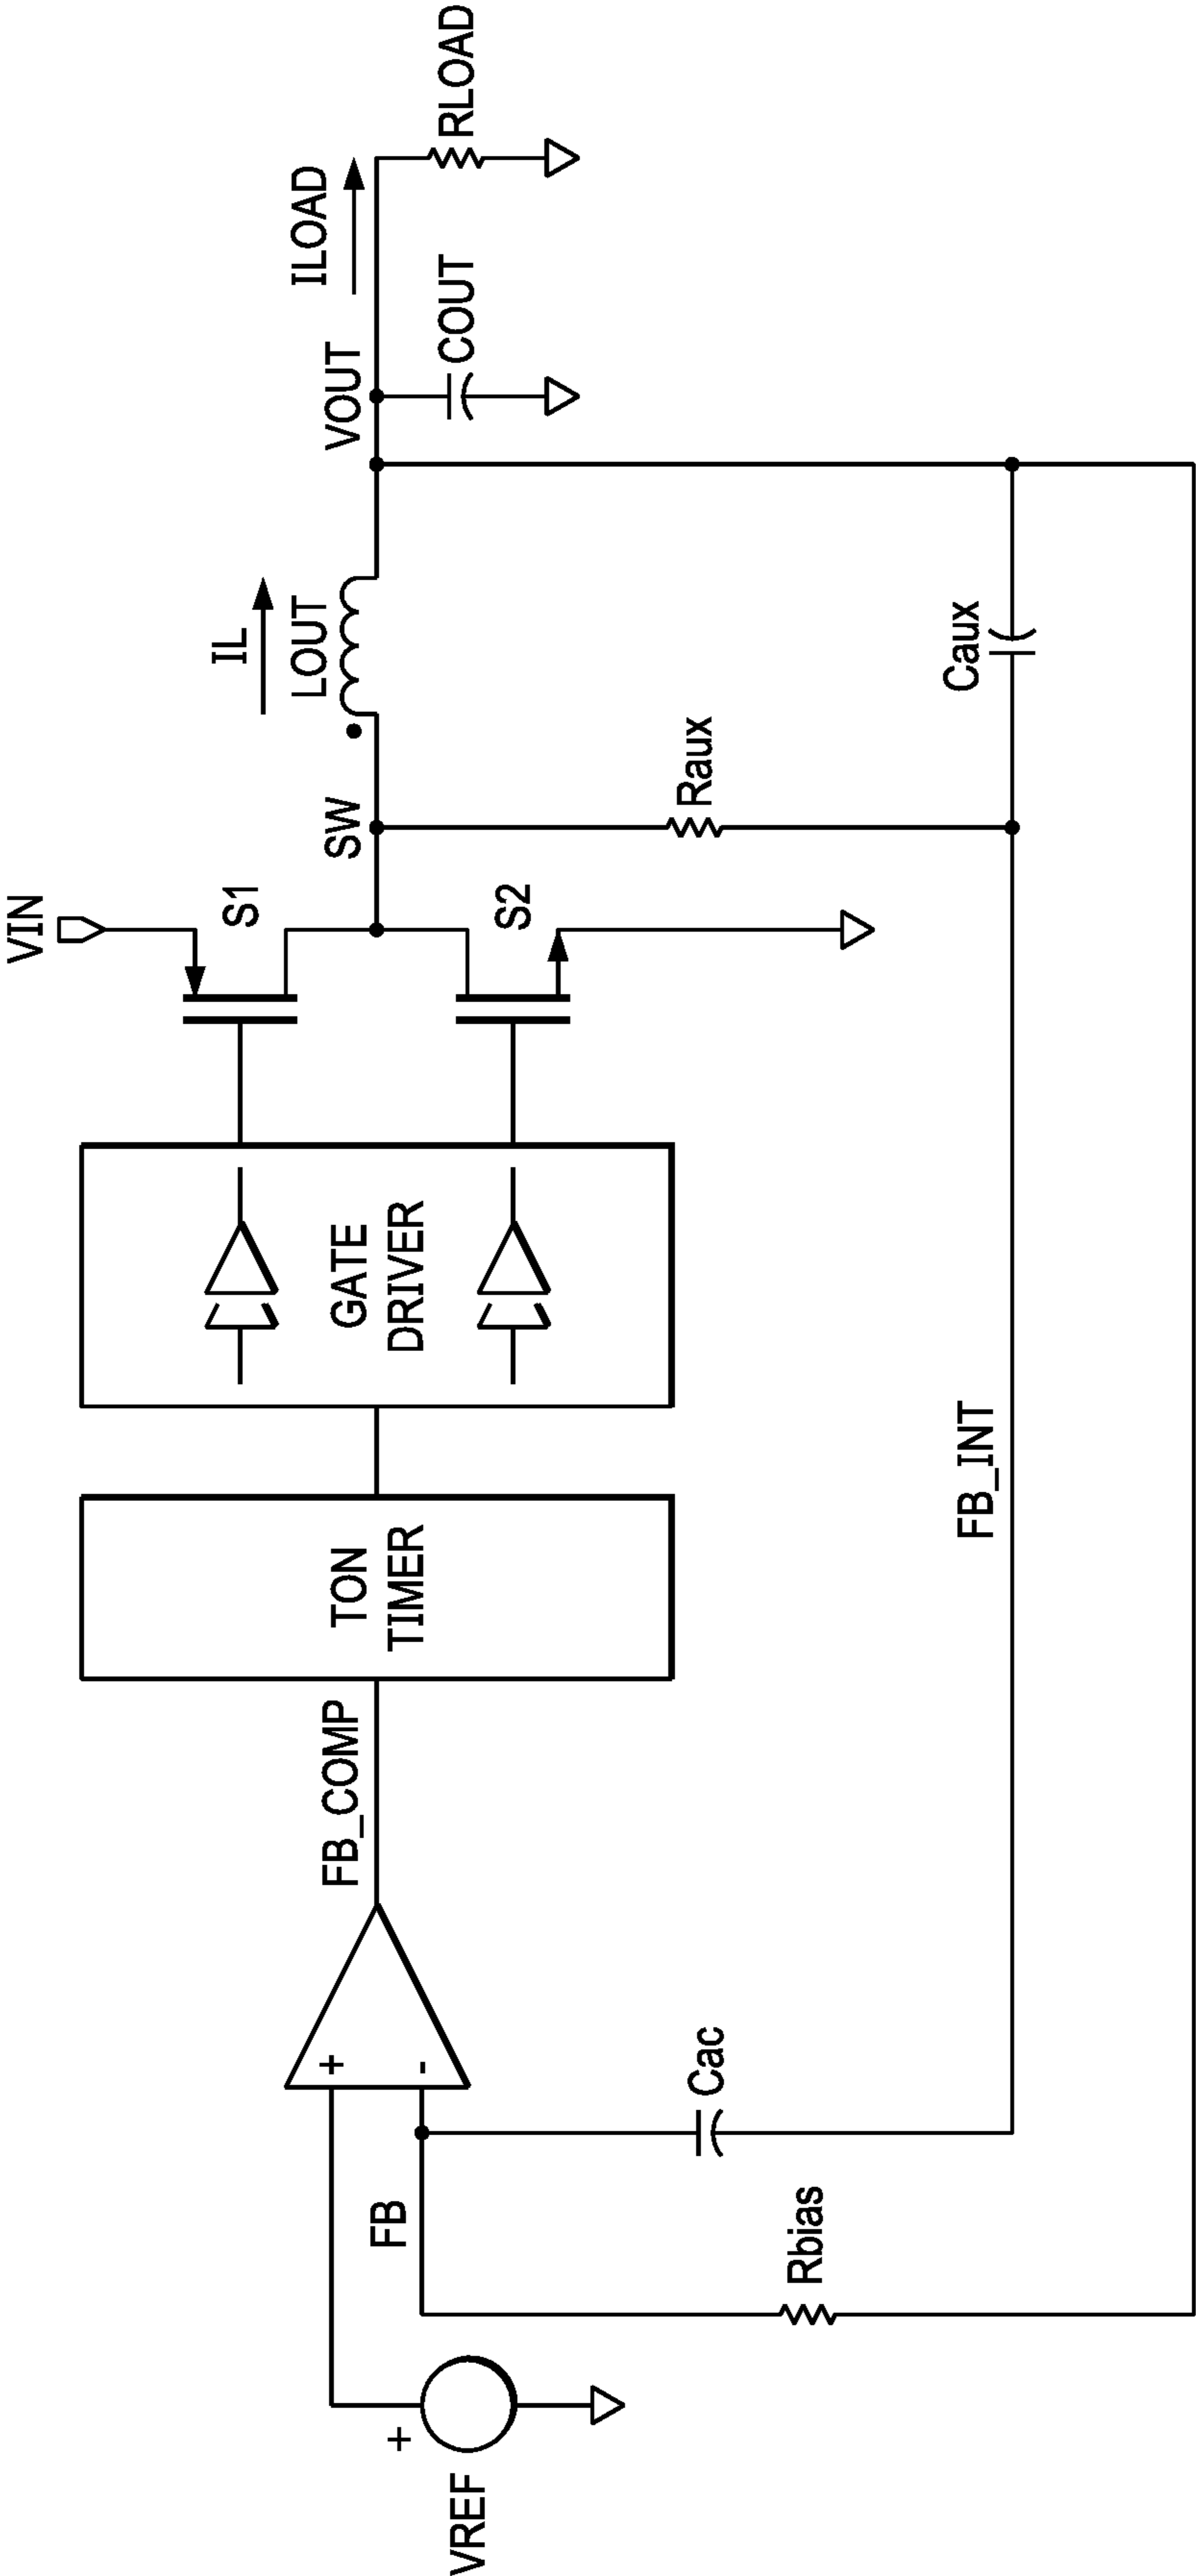 VIN
S1
S2
SW
IL
LOUT
VOUT
ILOAD
COUT
RLOAD
GATE
DRIVER
TON
TIMER
FB_COMP
+
-
FB
+
VREF
Rbias
Cac
FB_INT
Raux
Caux